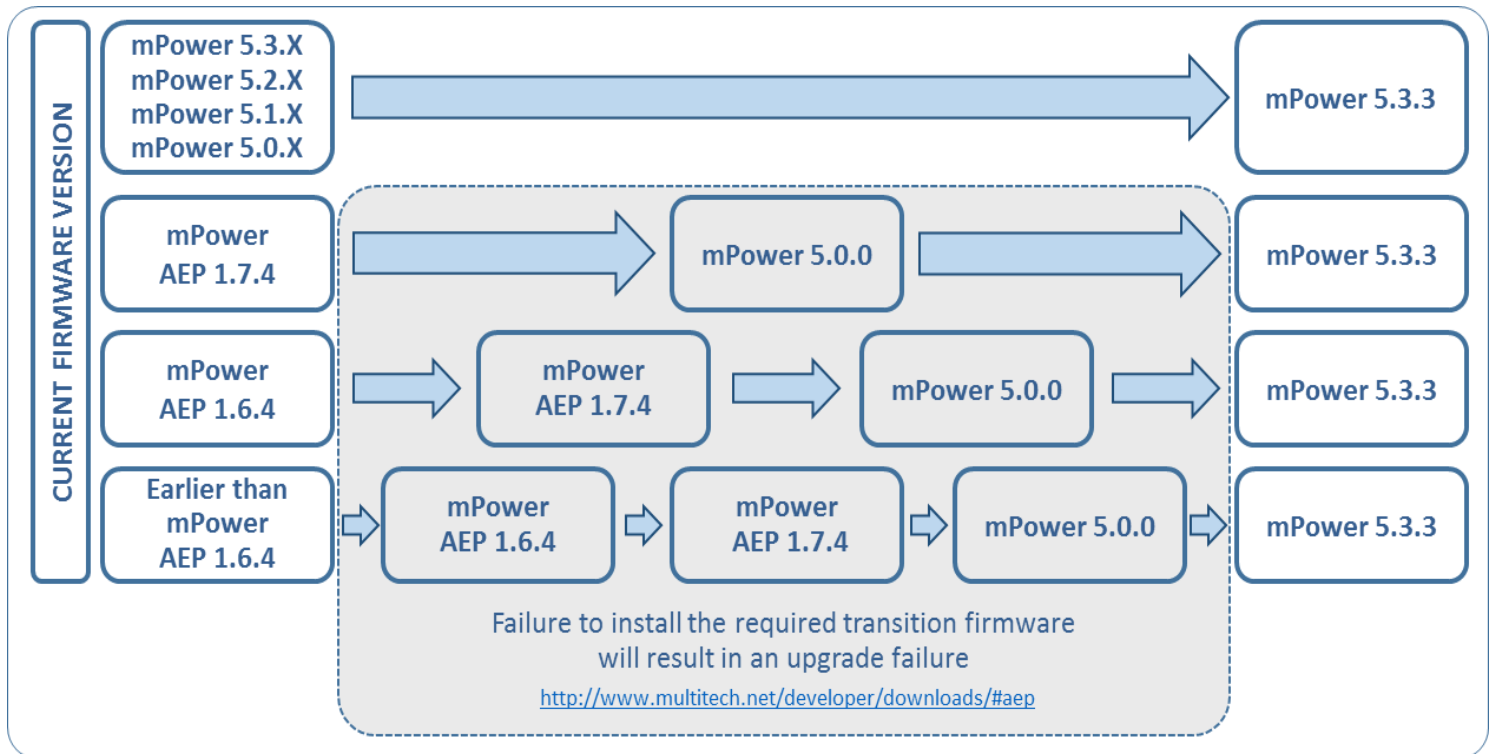 CURRENT FIRMWARE VERSION
mPower 5.3.X
mPower 5.2.X
mPower 5.1.X
mPower 5.0.X
mPower 5.3.3
mPower
AEP 1.7.4
mPower 5.0.0
mPower 5.3.3
mPower
AEP 1.6.4
mPower
AEP 1.7.4
mPower 5.0.0
mPower 5.3.3
Earlier than
mPower
AEP 1.6.4
mPower
AEP 1.6.4
mPower
AEP 1.7.4
mPower 5.0.0
mPower 5.3.3
Failure to install the required transition firmware
will result in an upgrade failure
http://www.multitech.net/developer/downloads/#aep